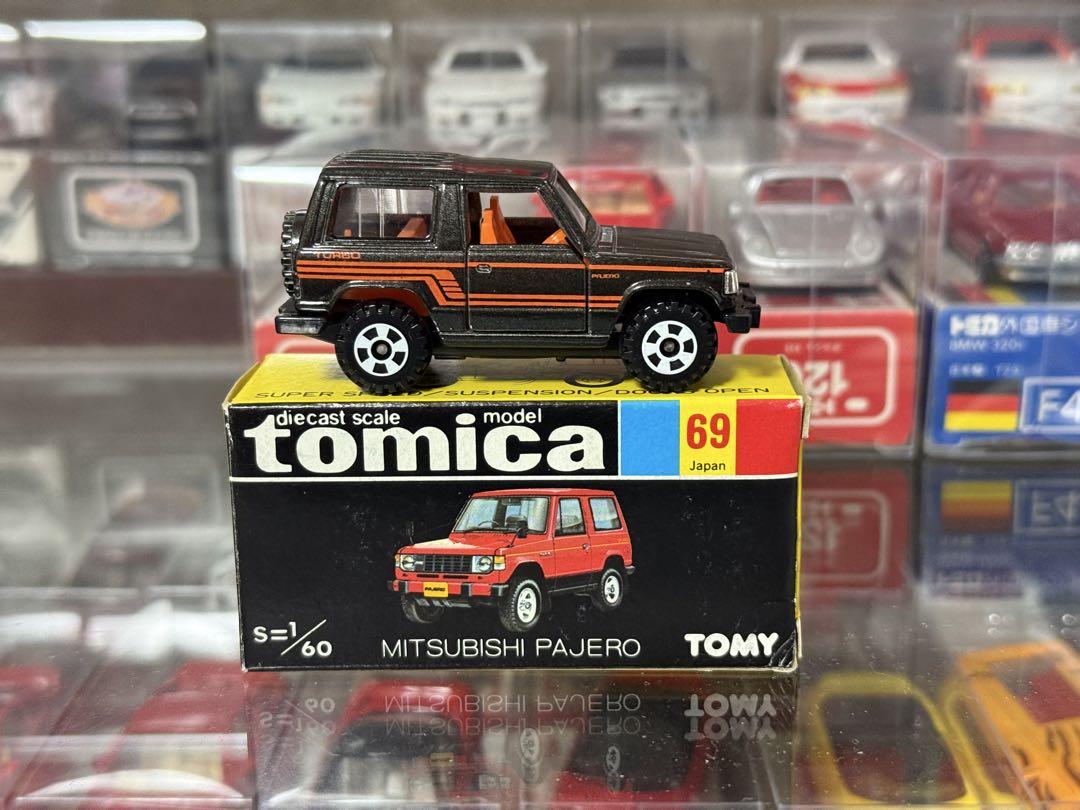 TURBO
PAJERO
SUPER SPEED/SUSPENSION/DOORS OPEN
diecast scale model
tomica
69
Japan
PAJERO
S=1/60
MITSUBISHI PAJERO
TOMY
トミカ外国車シ
BMW 320i
F4
12